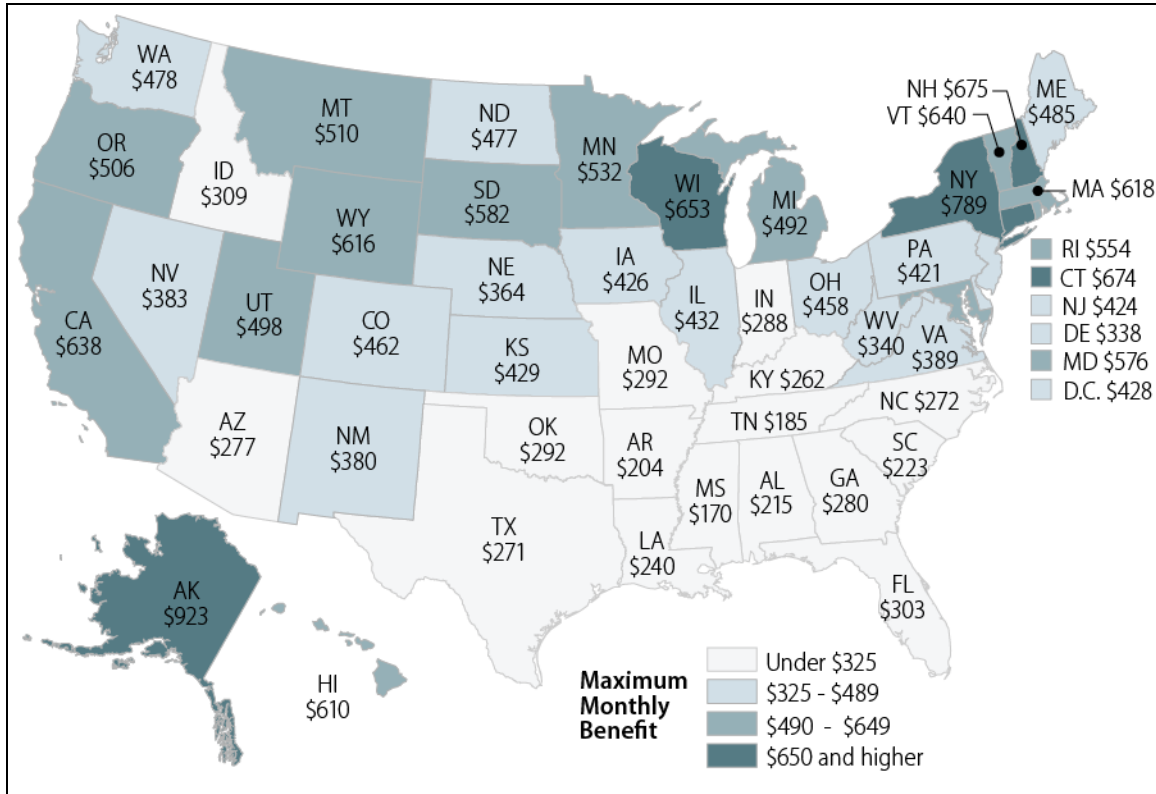 WA
$478
MT
$510
ND
$477
MN
$532
OR
$506
ID
$309
WY
$616
SD
$582
WI
$653
MI
$492
NH $675
VT $640
ME
$485
NY
$789
MA $618
RI $554
CT $674
NJ $424
DE $338
MD $576
D.C. $428
CA
$638
NV
$383
UT
$498
CO
$462
NE
$364
KS
$429
IA
$426
IL
$432
IN
$288
OH
$458
PA
$421
WV
$340
VA
$389
MO
$292
KY $262
NC $272
TN $185
SC
$223
AZ
$277
NM
$380
OK
$292
AR
$204
MS
$170
AL
$215
GA
$280
TX
$271
LA
$240
FL
$303
AK
$923
HI
$610
Maximum
Monthly
Benefit
Under $325
$325 - $489
$490 - $649
$650 and higher